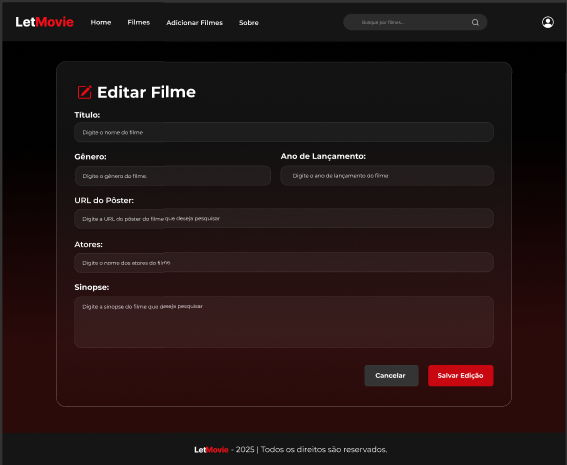 LetMovie Home Filmes Adicionar Filmes Sobre Busque por filmes...
Editar Filme
Título:
Digite o nome do filme
Gênero: Ano de Lançamento:
Digite o gênero do filme. Digite o ano de lançamento do filme
URL do Pôster:
Digite a URL do pôster do filme que deseja pesquisar
Atores:
Digite o nome dos atores do filme
Sinopse:
Digite a sinopse do filme que deseja pesquisar
Cancelar Salvar Edição
LetMovie - 2025 | Todos os direitos são reservados.